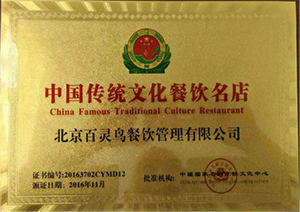 中国传统文化餐饮名店
China Famous Traditional Culture Restaurant
北京百灵鸟餐饮管理有限公司
证书编号:20163702CYMD12
颁证日期:2016年11月
批准机构: